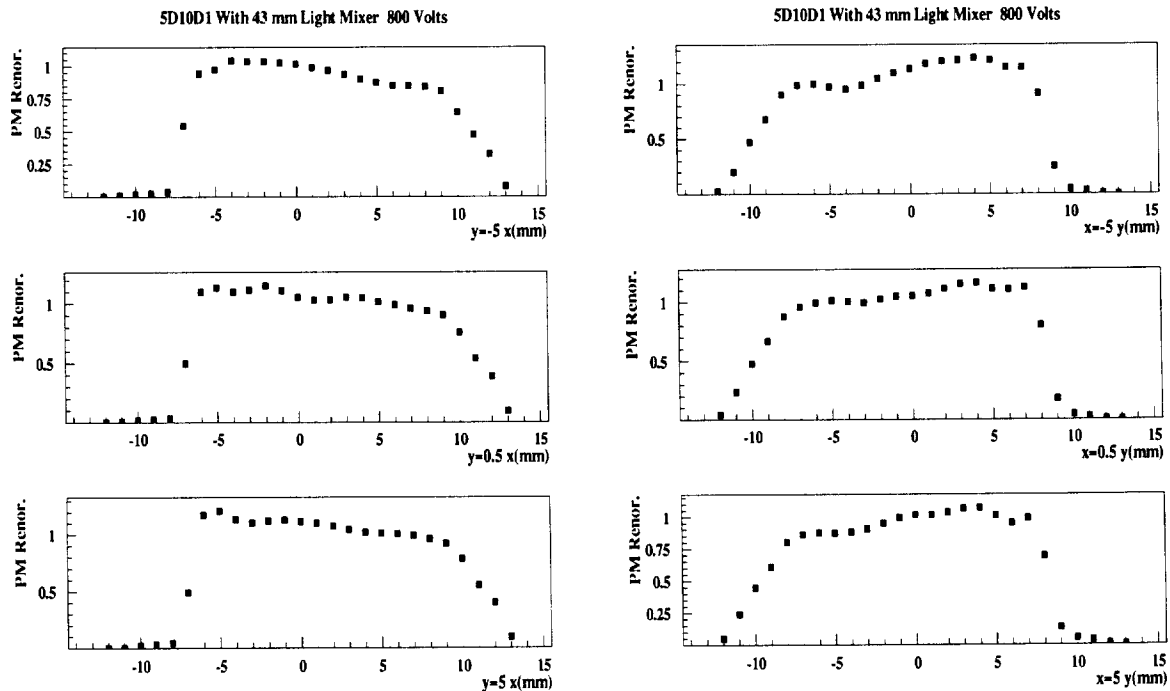 5D10D1 With 43 mm Light Mixer 800 Volts
PM Renor.
1
0.75
0.5
0.25
-10 -5 0 5 10 15
y=-5 x(mm)
PM Renor.
1
0.5
-10 -5 0 5 10 15
y=0.5 x(mm)
PM Renor.
1
0.5
-10 -5 0 5 10 15
y=5 x(mm)
5D10D1 With 43 mm Light Mixer 800 Volts
PM Renor.
1
0.5
-10 -5 0 5 10 15
x=-5 y(mm)
PM Renor.
1
0.5
-10 -5 0 5 10 15
x=0.5 y(mm)
PM Renor.
1
0.75
0.5
0.25
-10 -5 0 5 10 15
x=5 y(mm)